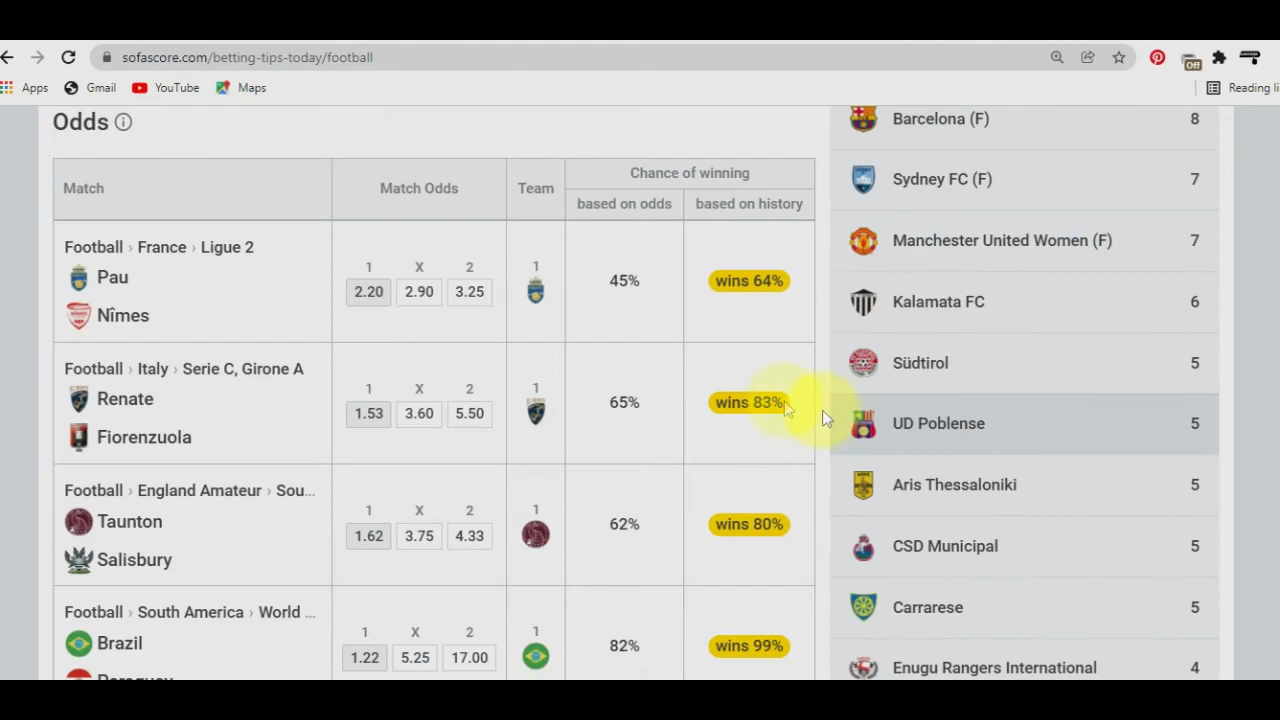 sofascore.com/betting-tips-today/football
Off
Apps Gmail YouTube Maps
Reading li
Odds
Match Match Odds Team Chance of winning
based on odds based on history
Football › France › Ligue 2
Pau
Nîmes
1 X 2
2.20 2.90 3.25
1
45%
wins 64%
Football › Italy › Serie C, Girone A
Renate
Fiorenzuola
1 X 2
1.53 3.60 5.50
1
65%
wins 83%
Football › England Amateur › Sou...
Taunton
Salisbury
1 X 2
1.62 3.75 4.33
1
62%
wins 80%
Football › South America › World ...
Brazil
Paraguay
1 X 2
1.22 5.25 17.00
1
82%
wins 99%
Barcelona (F) 8
Sydney FC (F) 7
Manchester United Women (F) 7
Kalamata FC 6
Südtirol 5
UD Poblense 5
Aris Thessaloniki 5
CSD Municipal 5
Carrarese 5
Enugu Rangers International 4